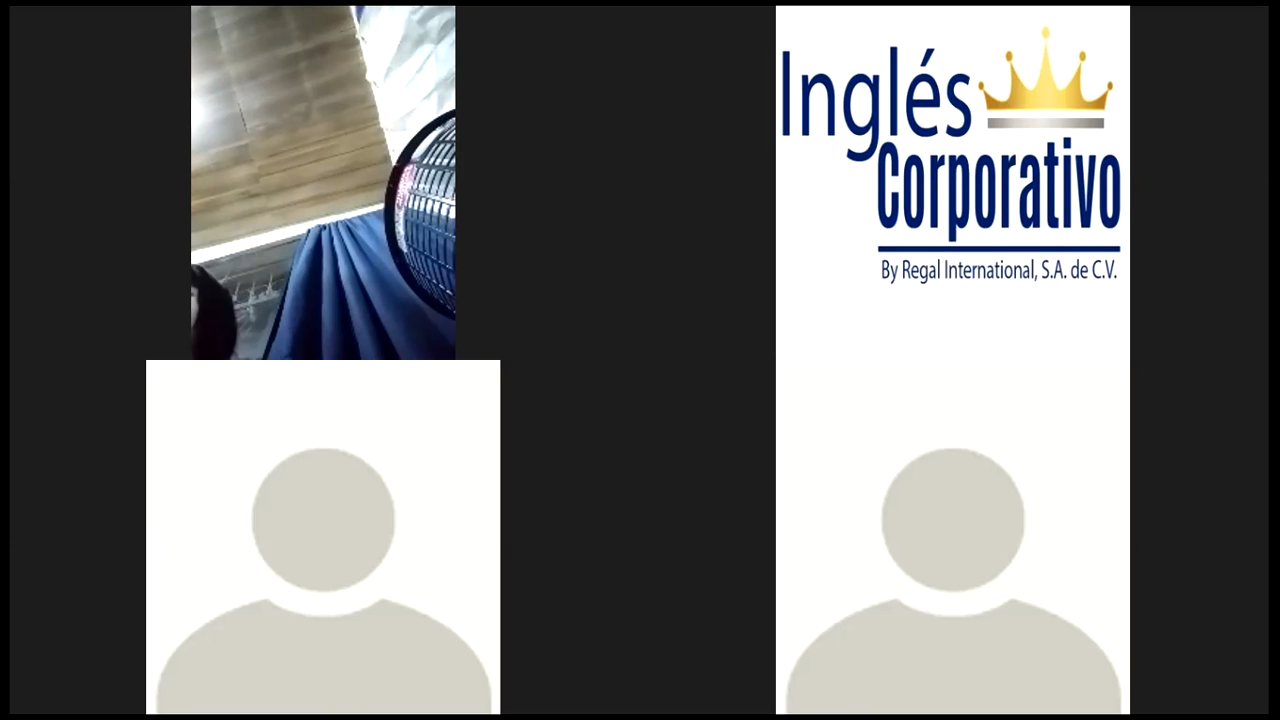 Inglés
Corporativo
By Regal International, S.A. de C.V.